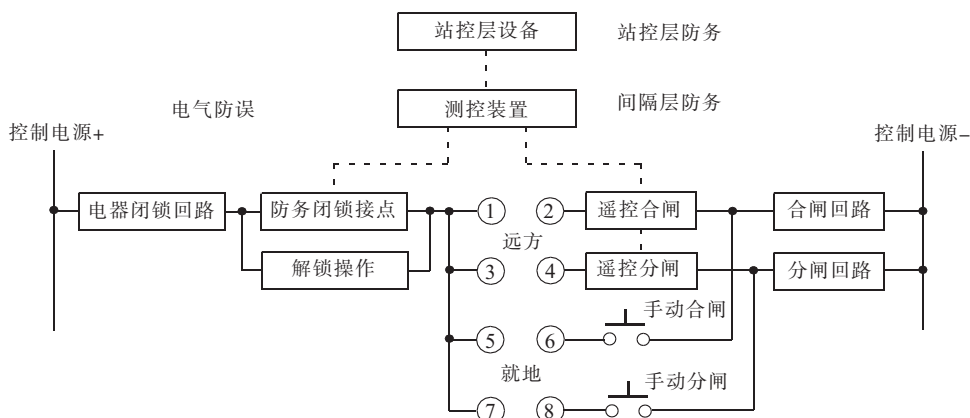 站控层设备
站控层防务
测控装置
间隔层防务
电气防误
控制电源+
控制电源−
电器闭锁回路
防务闭锁接点
① ②
遥控合闸
合闸回路
远方
解锁操作
③ ④
遥控分闸
分闸回路
手动合闸
⑤ ⑥
就地
手动分闸
⑦ ⑧